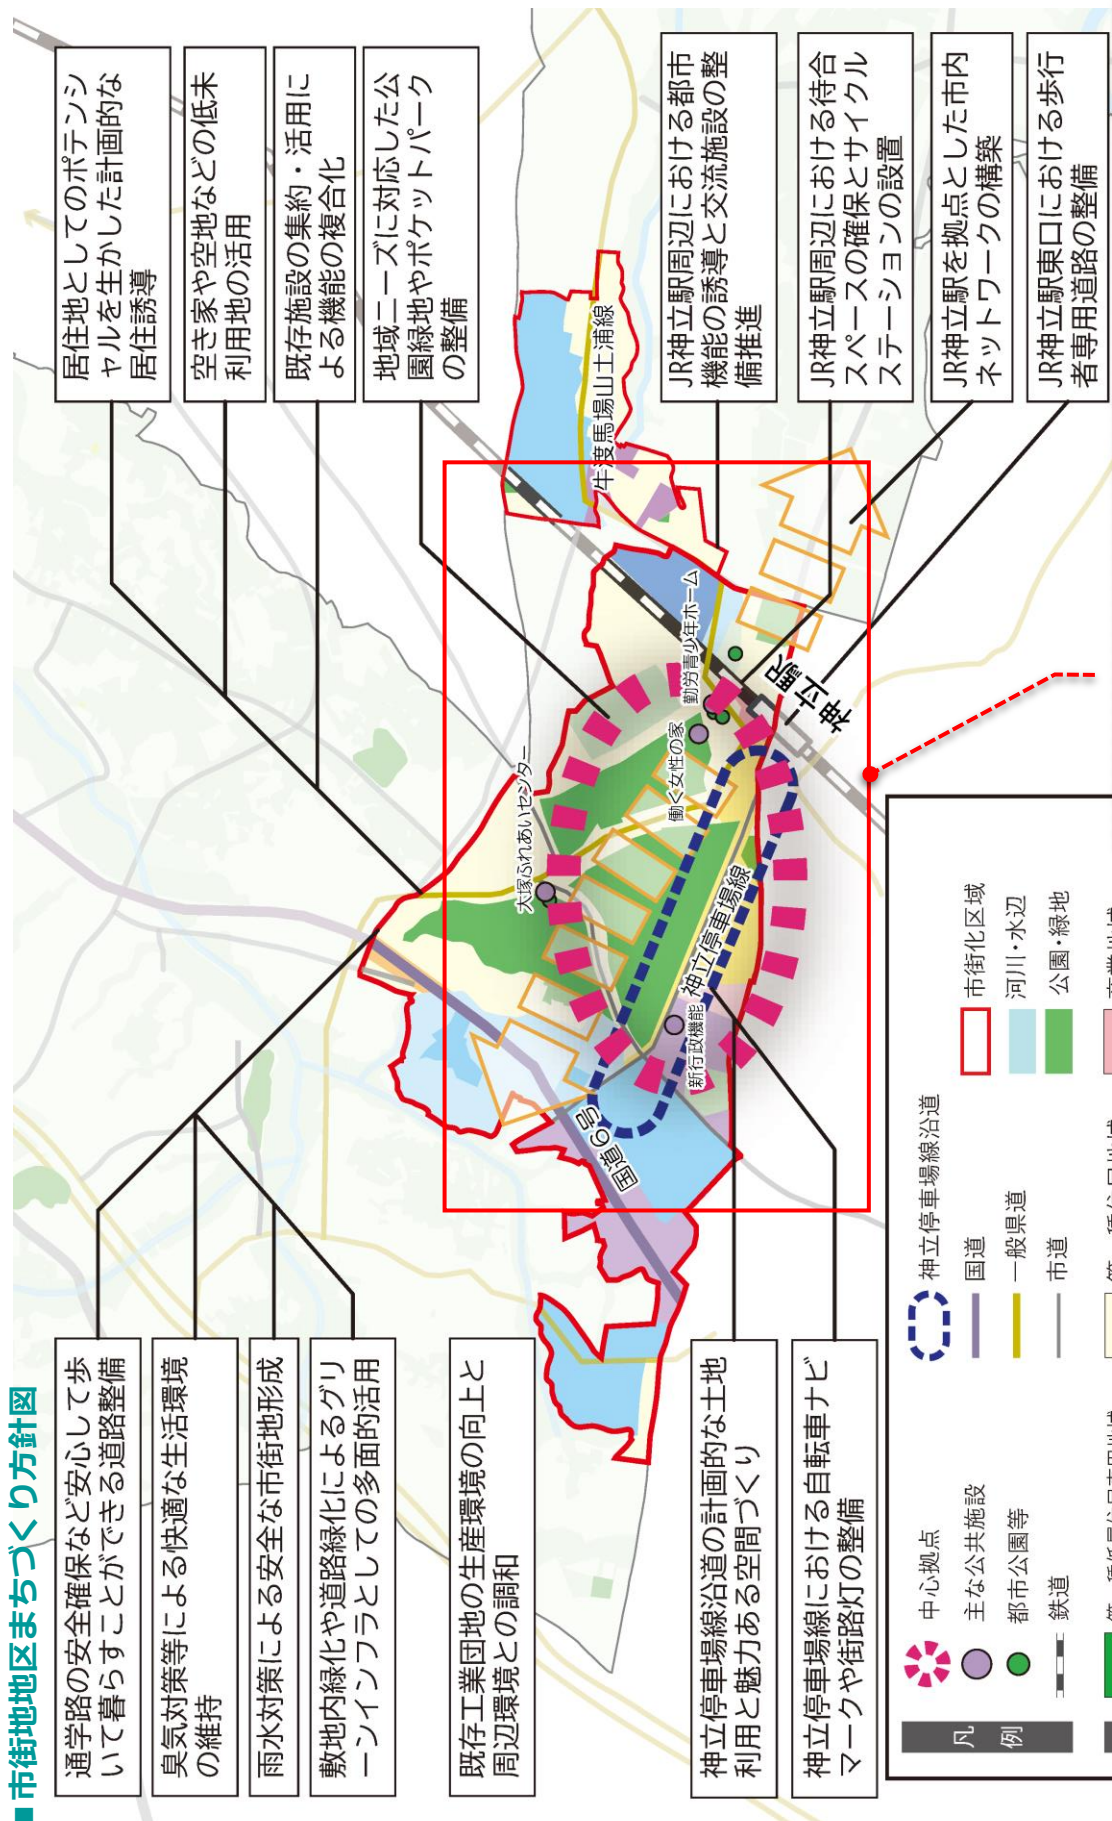 ■市街地地区まちづくり方針図
通学路の安全確保など安心して歩
いて暮らすことができる道路整備
臭気対策等による快適な生活環境
の維持
雨水対策による安全な市街地形成
敷地内緑化や道路緑化によるグリ
ーンインフラとしての多面的活用
既存工業団地の生産環境の向上と
周辺環境との調和
神立停車場線沿道の計画的な土地
利用と魅力ある空間づくり
神立停車場線における自転車ナビ
マークや街路灯の整備
居住地としてのポテンシ
ャルを生かした計画的な
居住誘導
空き家や空地などの低未
利用地の活用
既存施設の集約・活用に
よる機能の複合化
地域ニーズに対応した公
園緑地やポケットパーク
の整備
JR神立駅周辺における都市
機能の誘導と交流施設の整
備推進
JR神立駅周辺における待合
スペースの確保とサイクル
ステーションの設置
JR神立駅を拠点とした市内
ネットワークの構築
JR神立駅東口における歩行
者専用道路の整備
牛渡馬場山土浦線
大塚ふれあいセンター
勤労青少年ホーム
働く女性の家
神立駅
神立停車場線
新行政機能
国道6号
凡例
中心拠点
主な公共施設
都市公園等
鉄道
神立停車場線沿道
国道
一般県道
市道
市街化区域
河川・水辺
公園・緑地